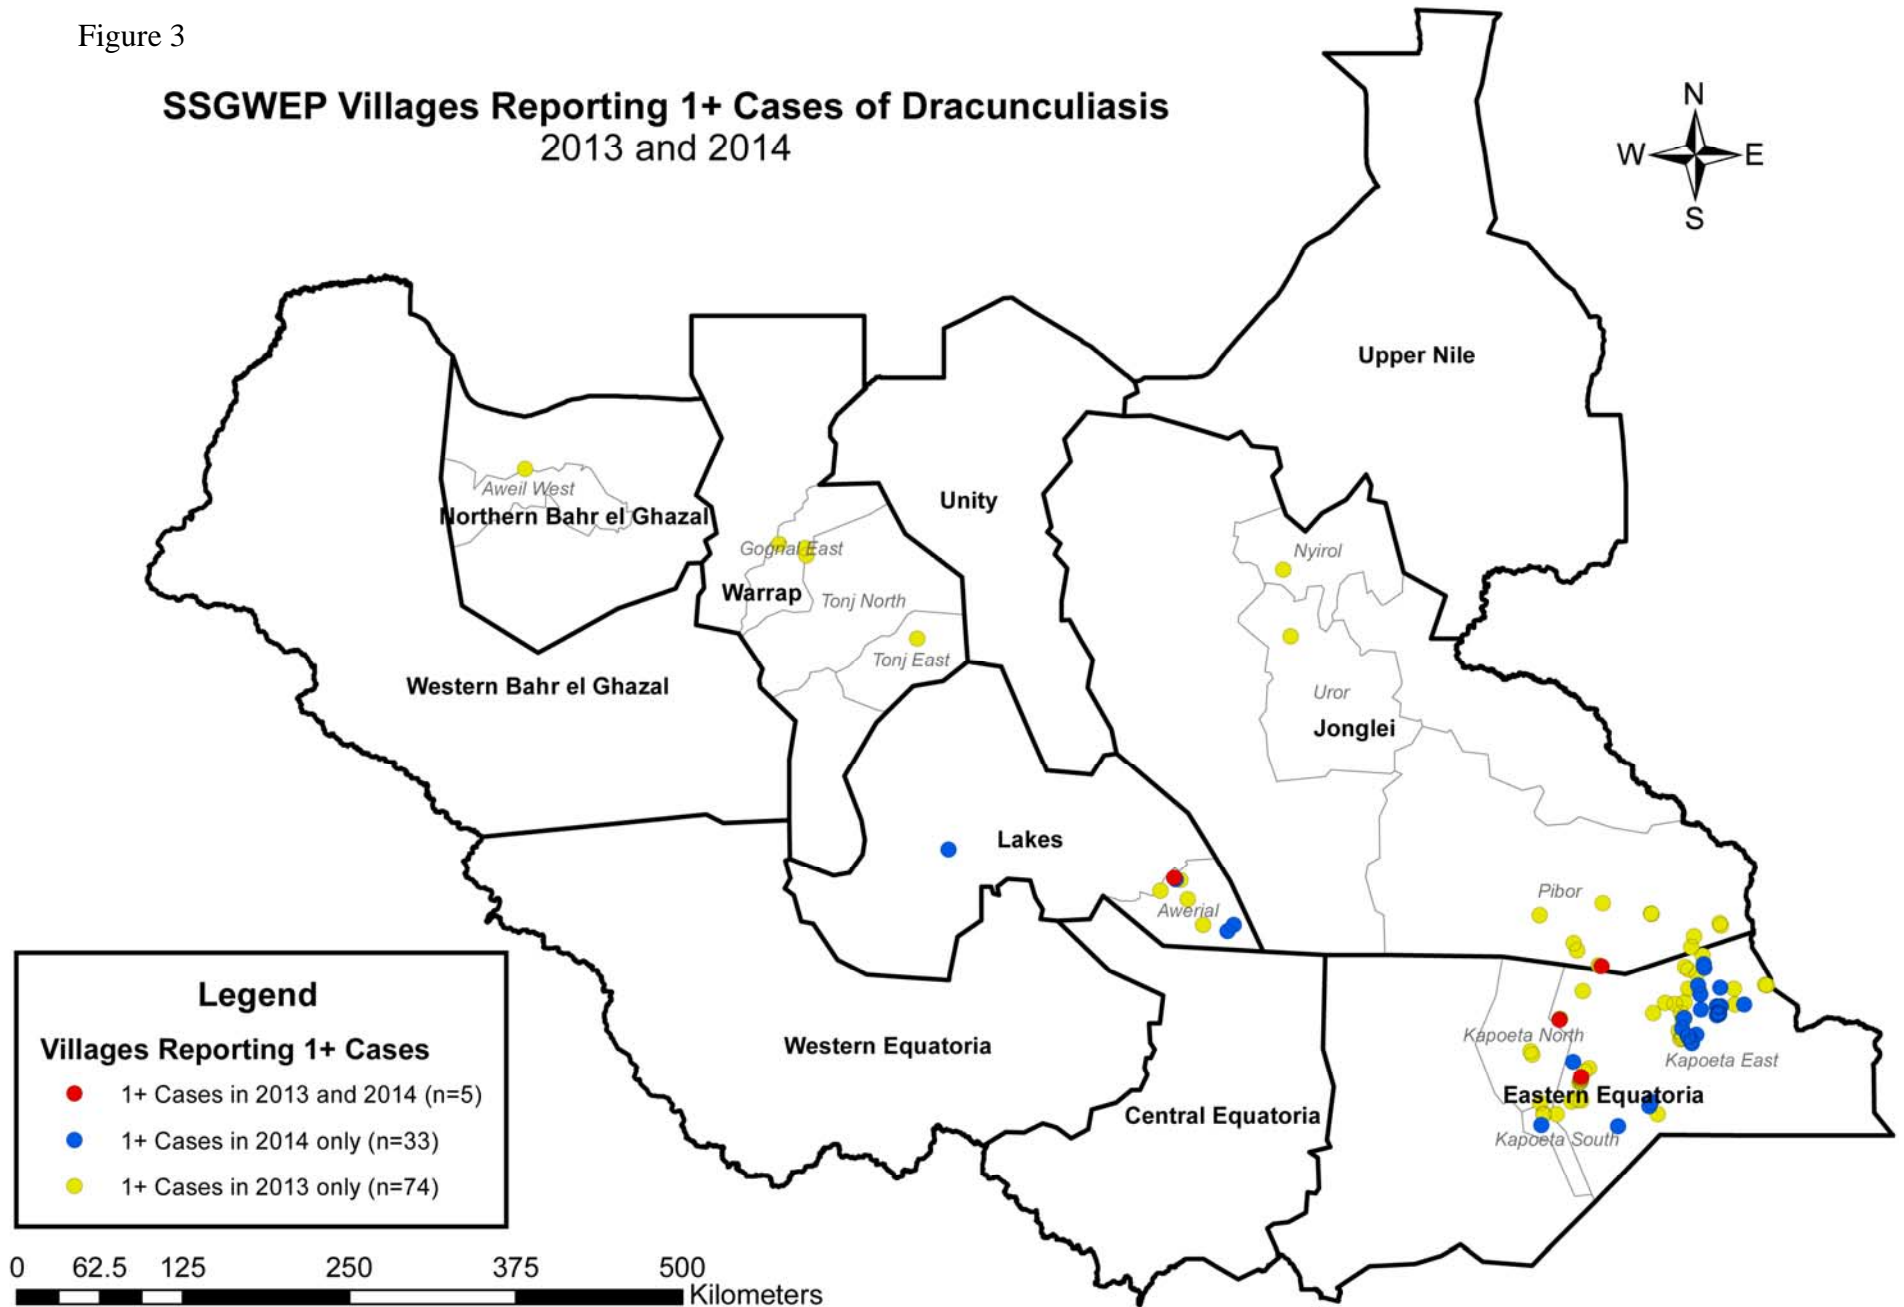 Figure 3
SSGWEP Villages Reporting 1+ Cases of Dracunculiasis
2013 and 2014
N
W E
S
Upper Nile
Aweil West
Northern Bahr el Ghazal
Unity
Gognal East
Warrap
Tonj North
Tonj East
Nyirol
Uror
Jonglei
Western Bahr el Ghazal
Lakes
Awerial
Pibor
Kapoeta North
Kapoeta East
Western Equatoria
Eastern Equatoria
Central Equatoria
Kapoeta South
Legend
Villages Reporting 1+ Cases
1+ Cases in 2013 and 2014 (n=5)
1+ Cases in 2014 only (n=33)
1+ Cases in 2013 only (n=74)
0 62.5 125 250 375 500
Kilometers